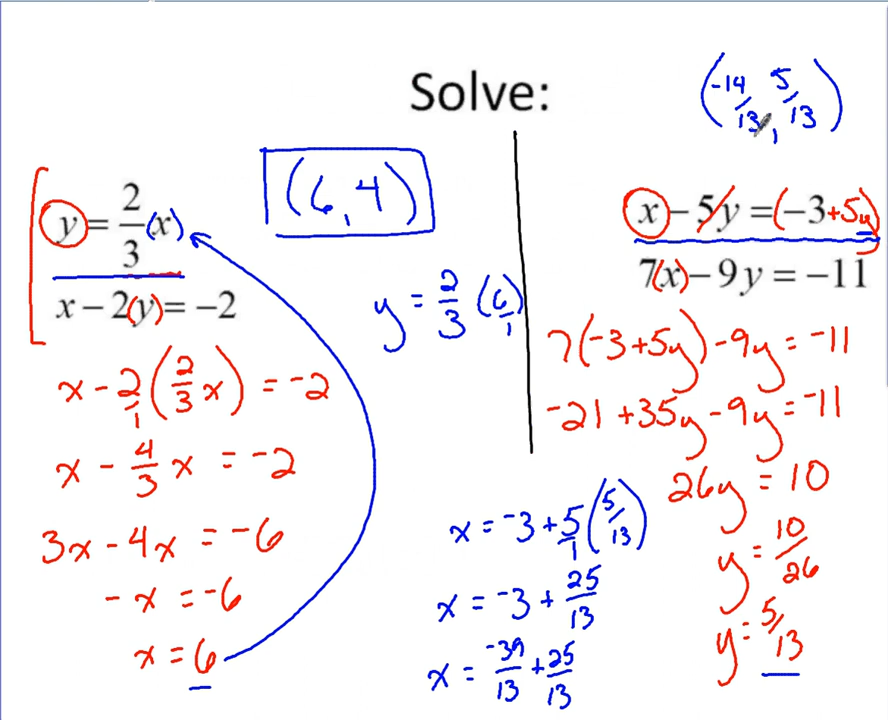 Solve:
(6, 4)
y = 2/3 (x)
x − 2(y) = −2
x - 2/1 (2/3 x) = -2
x - 4/3 x = -2
3x - 4x = -6
-x = -6
x = 6
y = 2/3 (6/1)
(-14/13, 5/13)
x − 5y = (−3 +5y)
7(x) − 9y = −11
7(-3+5y) - 9y = -11
-21 + 35y - 9y = -11
26y = 10
y = 10/26
y = 5/13
x = -3 + 5/1 (5/13)
x = -3 + 25/13
x = -39/13 + 25/13